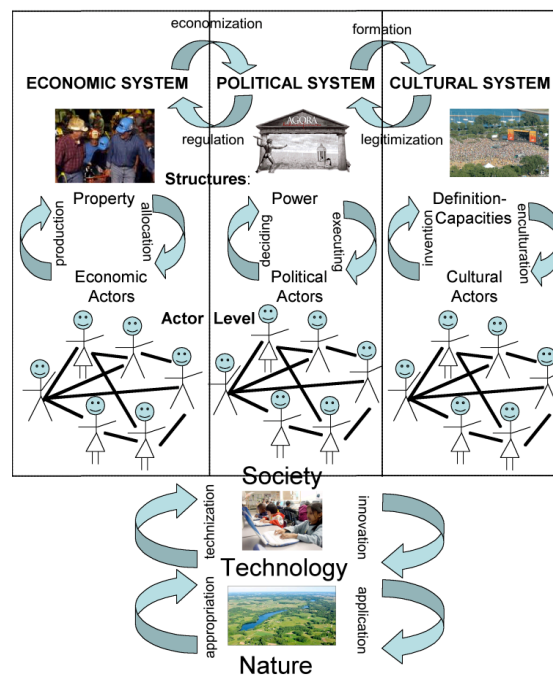 economization
formation
ECONOMIC SYSTEM
POLITICAL SYSTEM
CULTURAL SYSTEM
AGORA
regulation
legitimization
Structures:
Property
Power
Definition-
Capacities
production
allocation
deciding
executing
invention
enculturation
Economic
Actors
Political
Actors
Cultural
Actors
Actor Level
Society
technization
innovation
Technology
appropriation
application
Nature